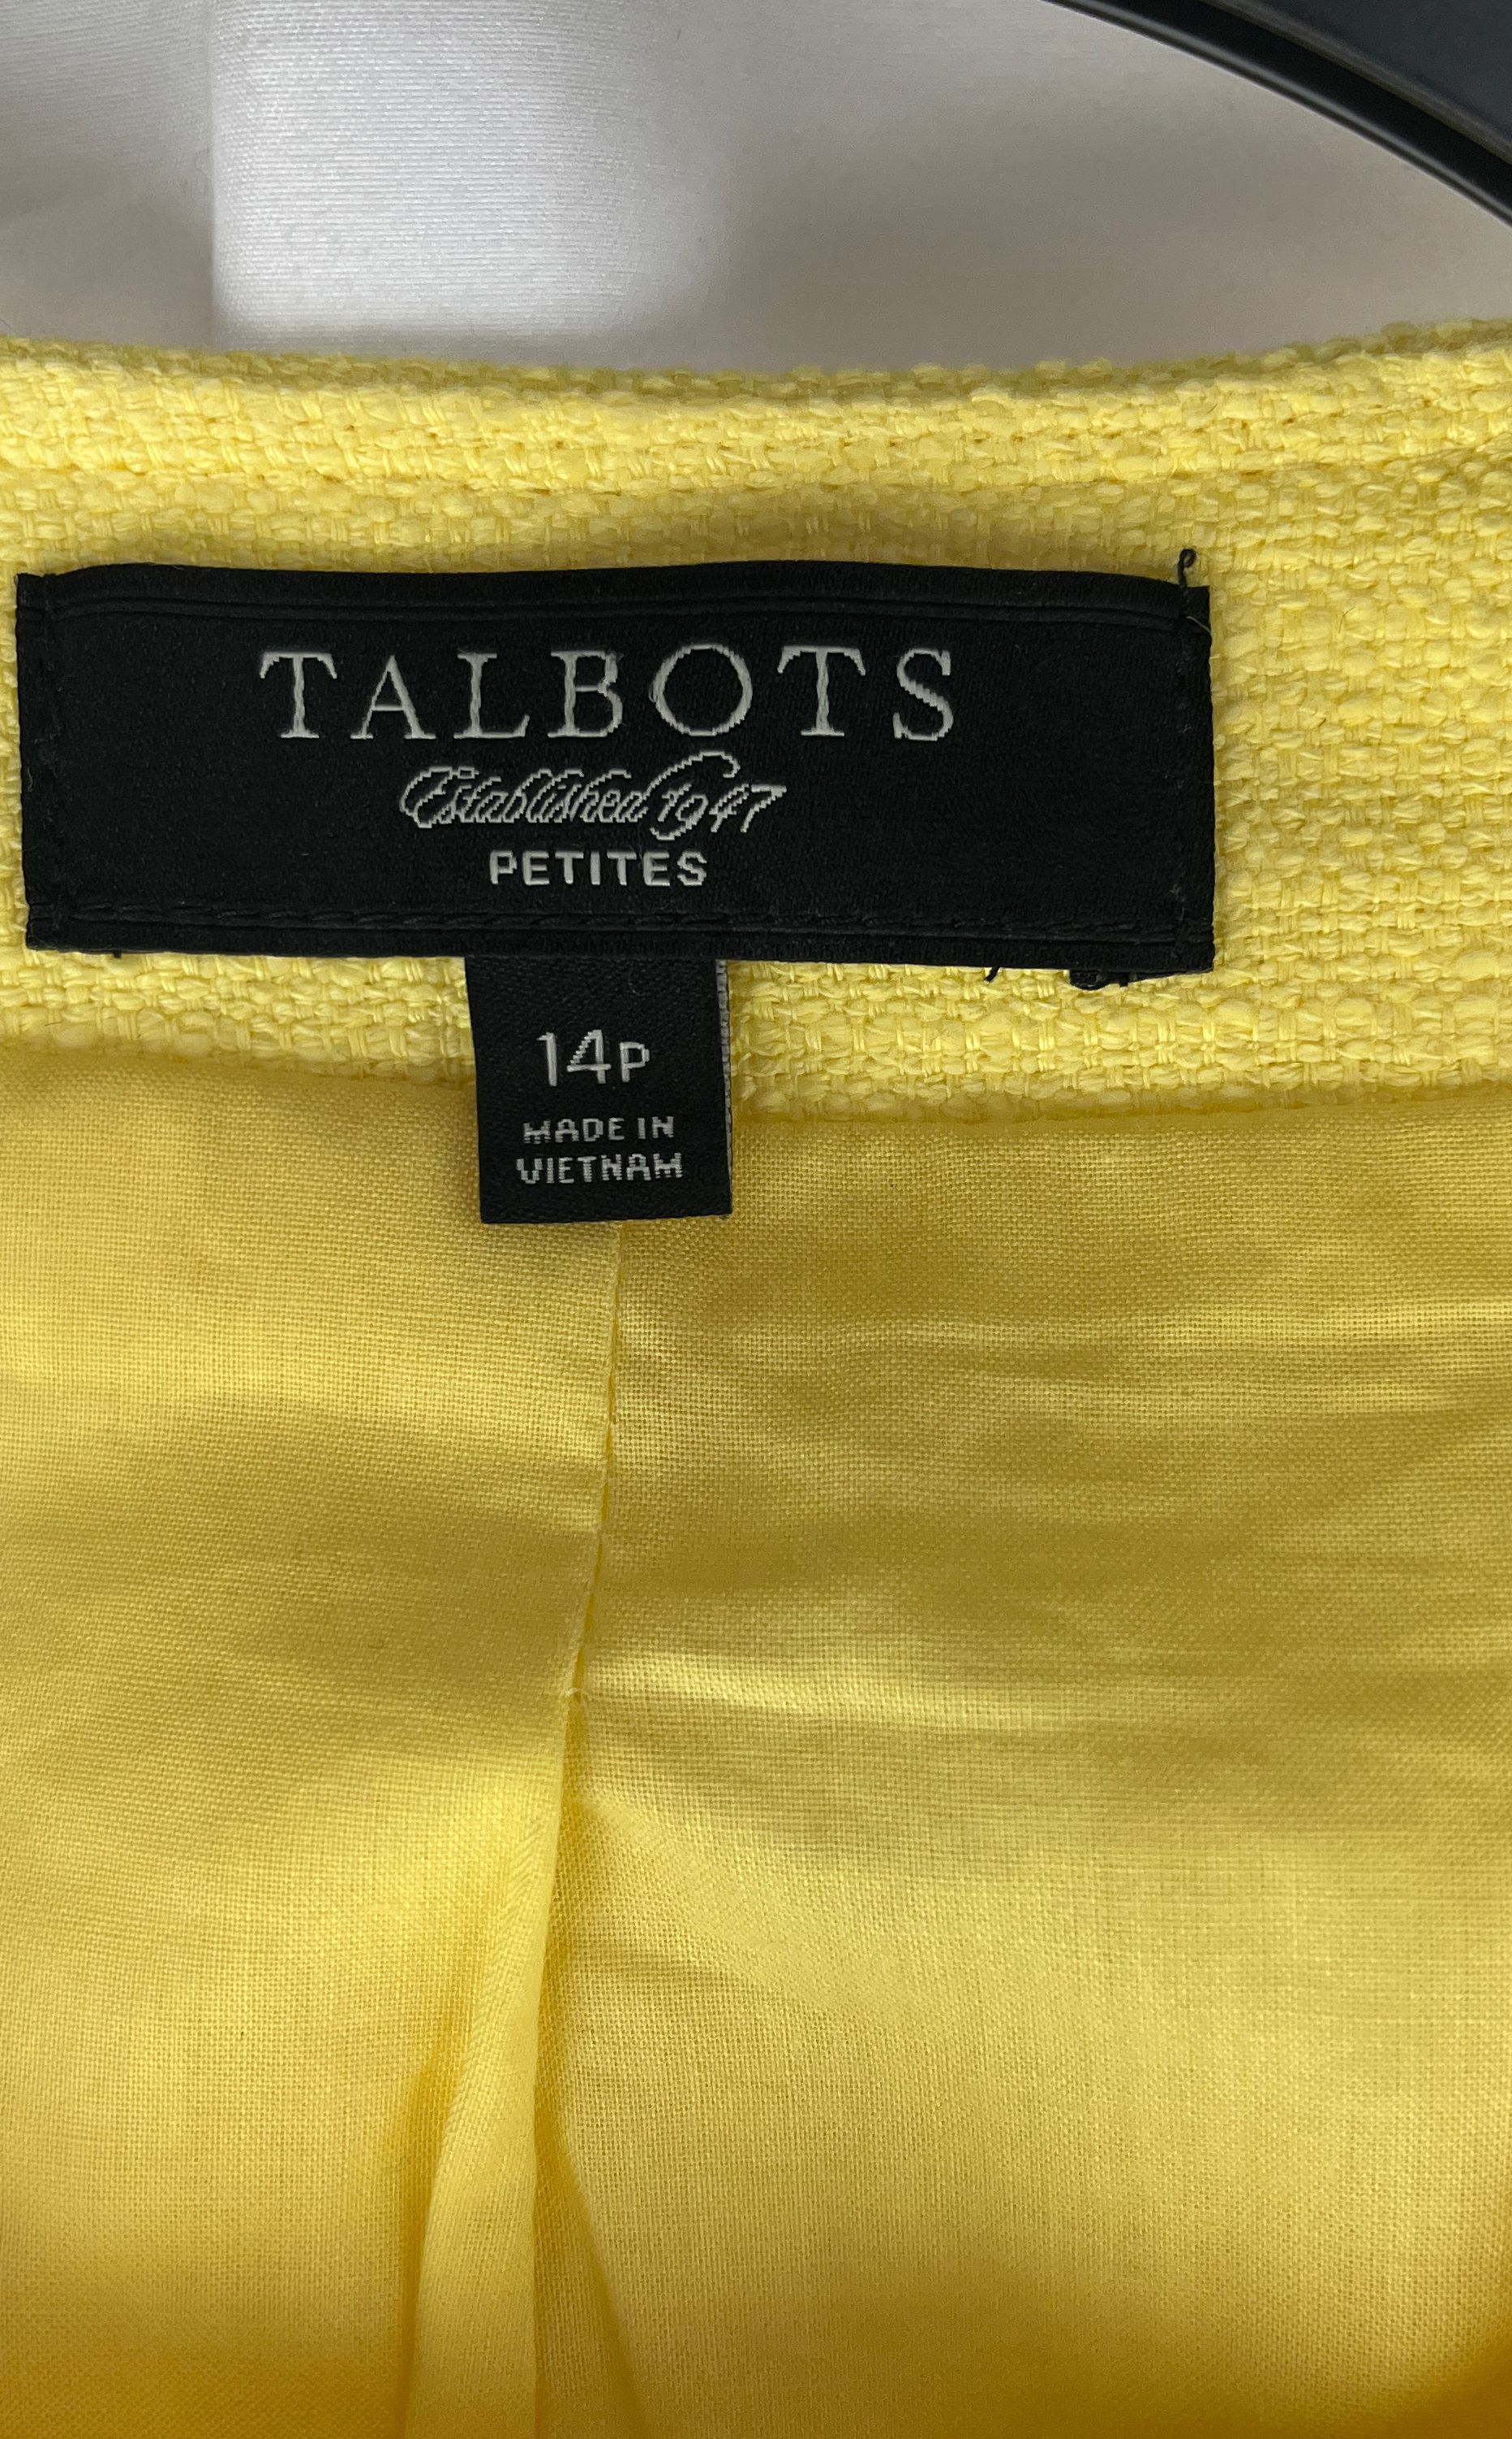 TALBOTS
Established 1947
PETITES
14P
MADE IN
VIETNAM